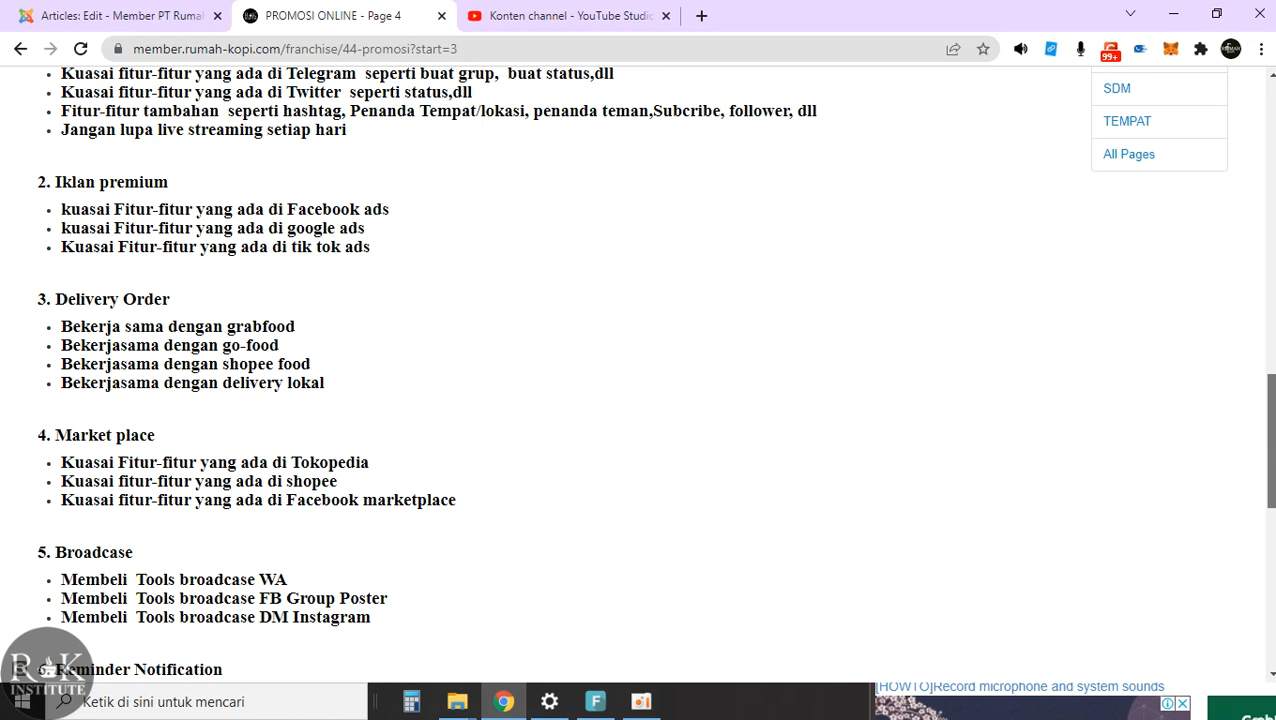 Articles: Edit - Member PT Rumah
PROMOSI ONLINE - Page 4
Konten channel - YouTube Studio
member.rumah-kopi.com/franchise/44-promosi?start=3
99+
Kuasai fitur-fitur yang ada di Telegram seperti buat grup, buat status,dll
Kuasai fitur-fitur yang ada di Twitter seperti status,dll
Fitur-fitur tambahan seperti hashtag, Penanda Tempat/lokasi, penanda teman,Subcribe, follower, dll
Jangan lupa live streaming setiap hari
SDM
TEMPAT
All Pages
2. Iklan premium
kuasai Fitur-fitur yang ada di Facebook ads
kuasai Fitur-fitur yang ada di google ads
Kuasai Fitur-fitur yang ada di tik tok ads
3. Delivery Order
Bekerja sama dengan grabfood
Bekerjasama dengan go-food
Bekerjasama dengan shopee food
Bekerjasama dengan delivery lokal
4. Market place
Kuasai Fitur-fitur yang ada di Tokopedia
Kuasai fitur-fitur yang ada di shopee
Kuasai fitur-fitur yang ada di Facebook marketplace
5. Broadcase
Membeli Tools broadcase WA
Membeli Tools broadcase FB Group Poster
Membeli Tools broadcase DM Instagram
6. Reminder Notification
R K
INSTITUTE
Ketik di sini untuk mencari
[HOWTO]Record microphone and system sounds